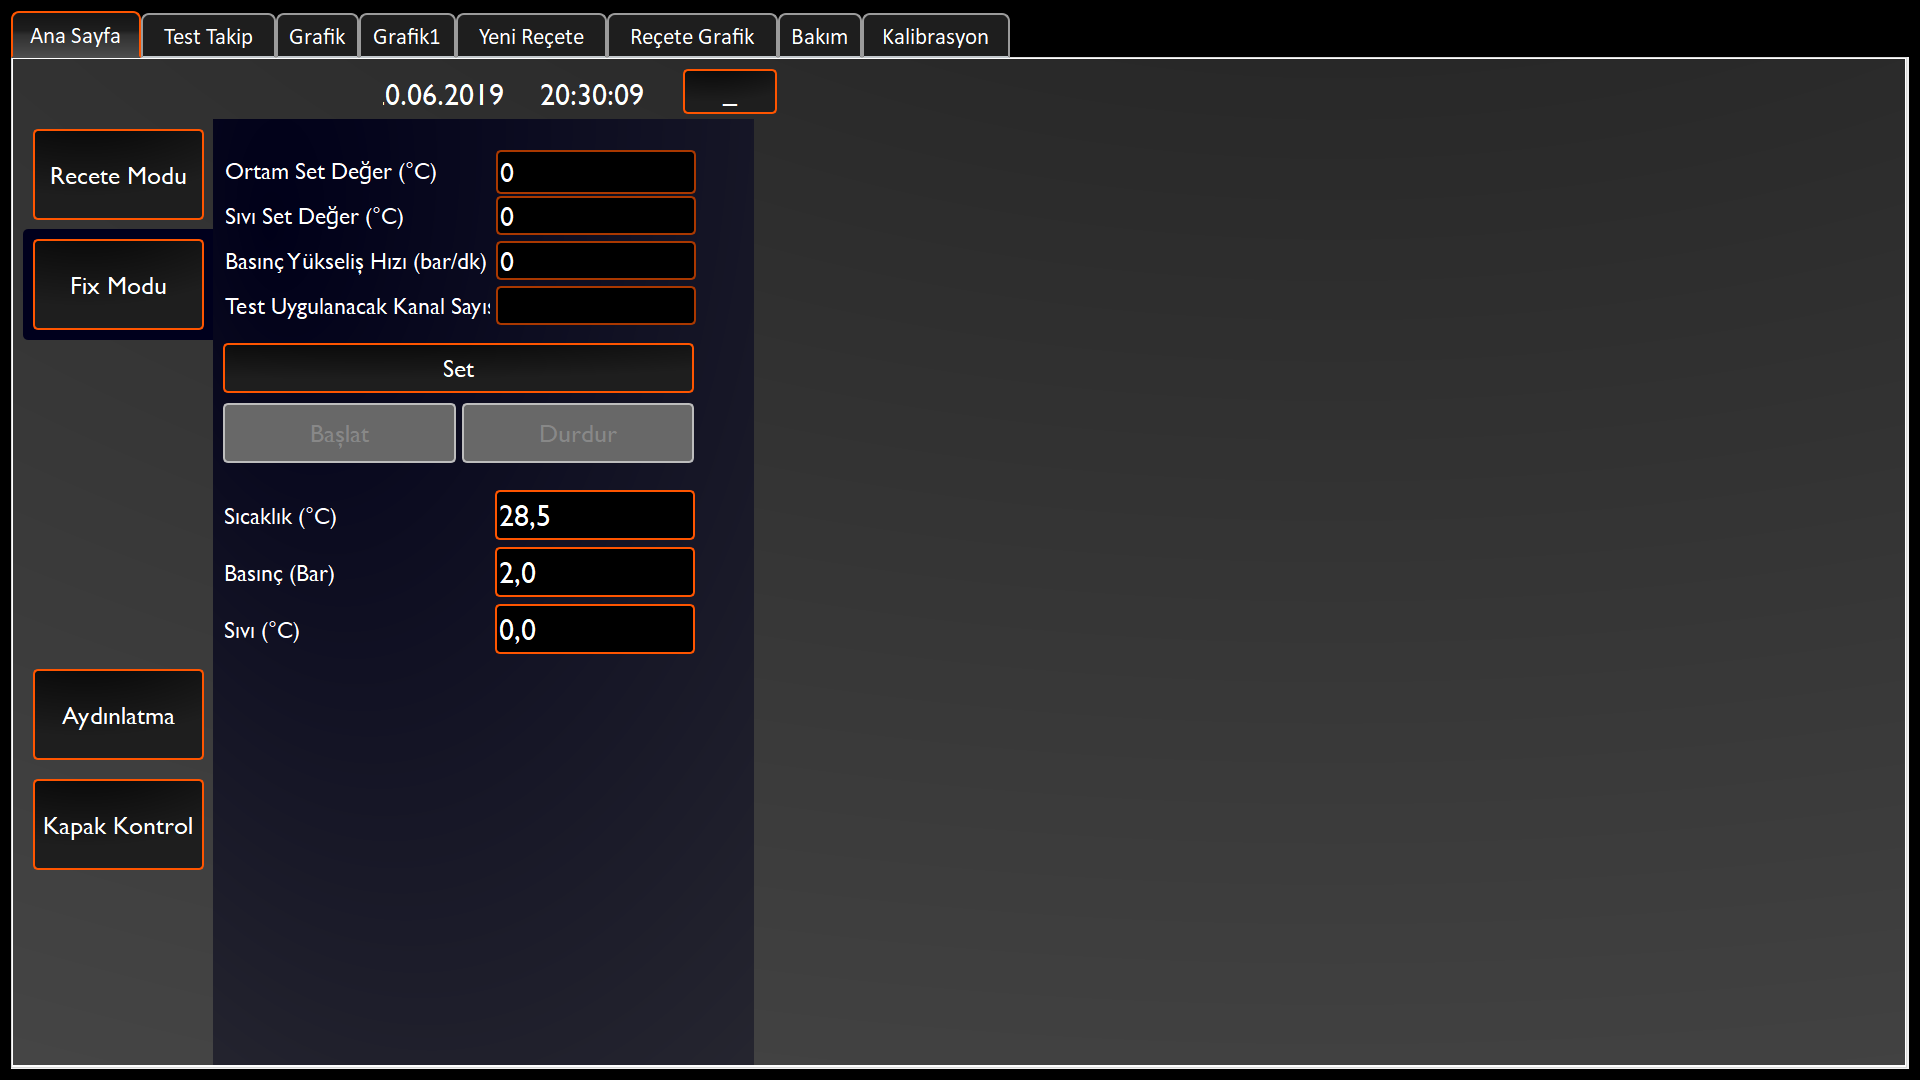 Ana Sayfa Test Takip Grafik Grafik1 Yeni Reçete Reçete Grafik Bakım Kalibrasyon
0.06.2019 20:30:09 _
Recete Modu
Fix Modu
Ortam Set Değer (°C) 0
Sıvı Set Değer (°C) 0
Basınç Yükseliş Hızı (bar/dk) 0
Test Uygulanacak Kanal Sayıs
Set
Başlat Durdur
Sıcaklık (°C) 28,5
Basınç (Bar) 2,0
Sıvı (°C) 0,0
Aydınlatma
Kapak Kontrol